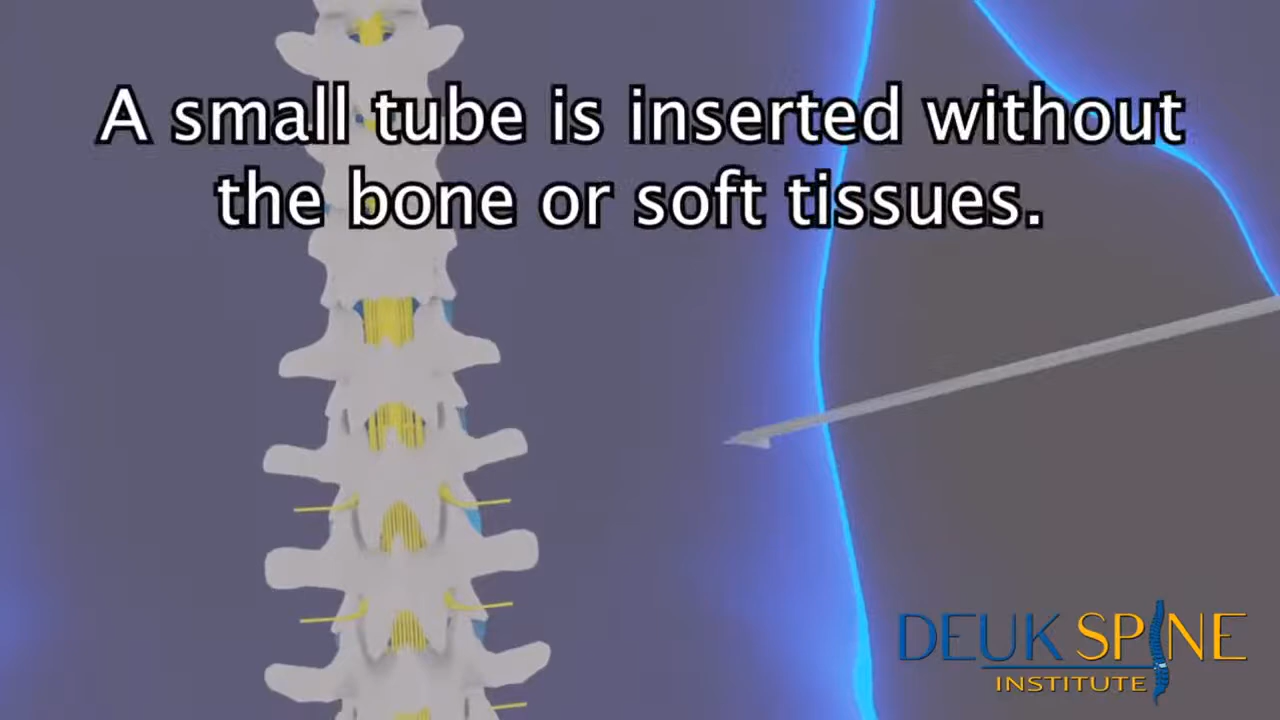 A small tube is inserted without
the bone or soft tissues.
DEUK SPINE
INSTITUTE